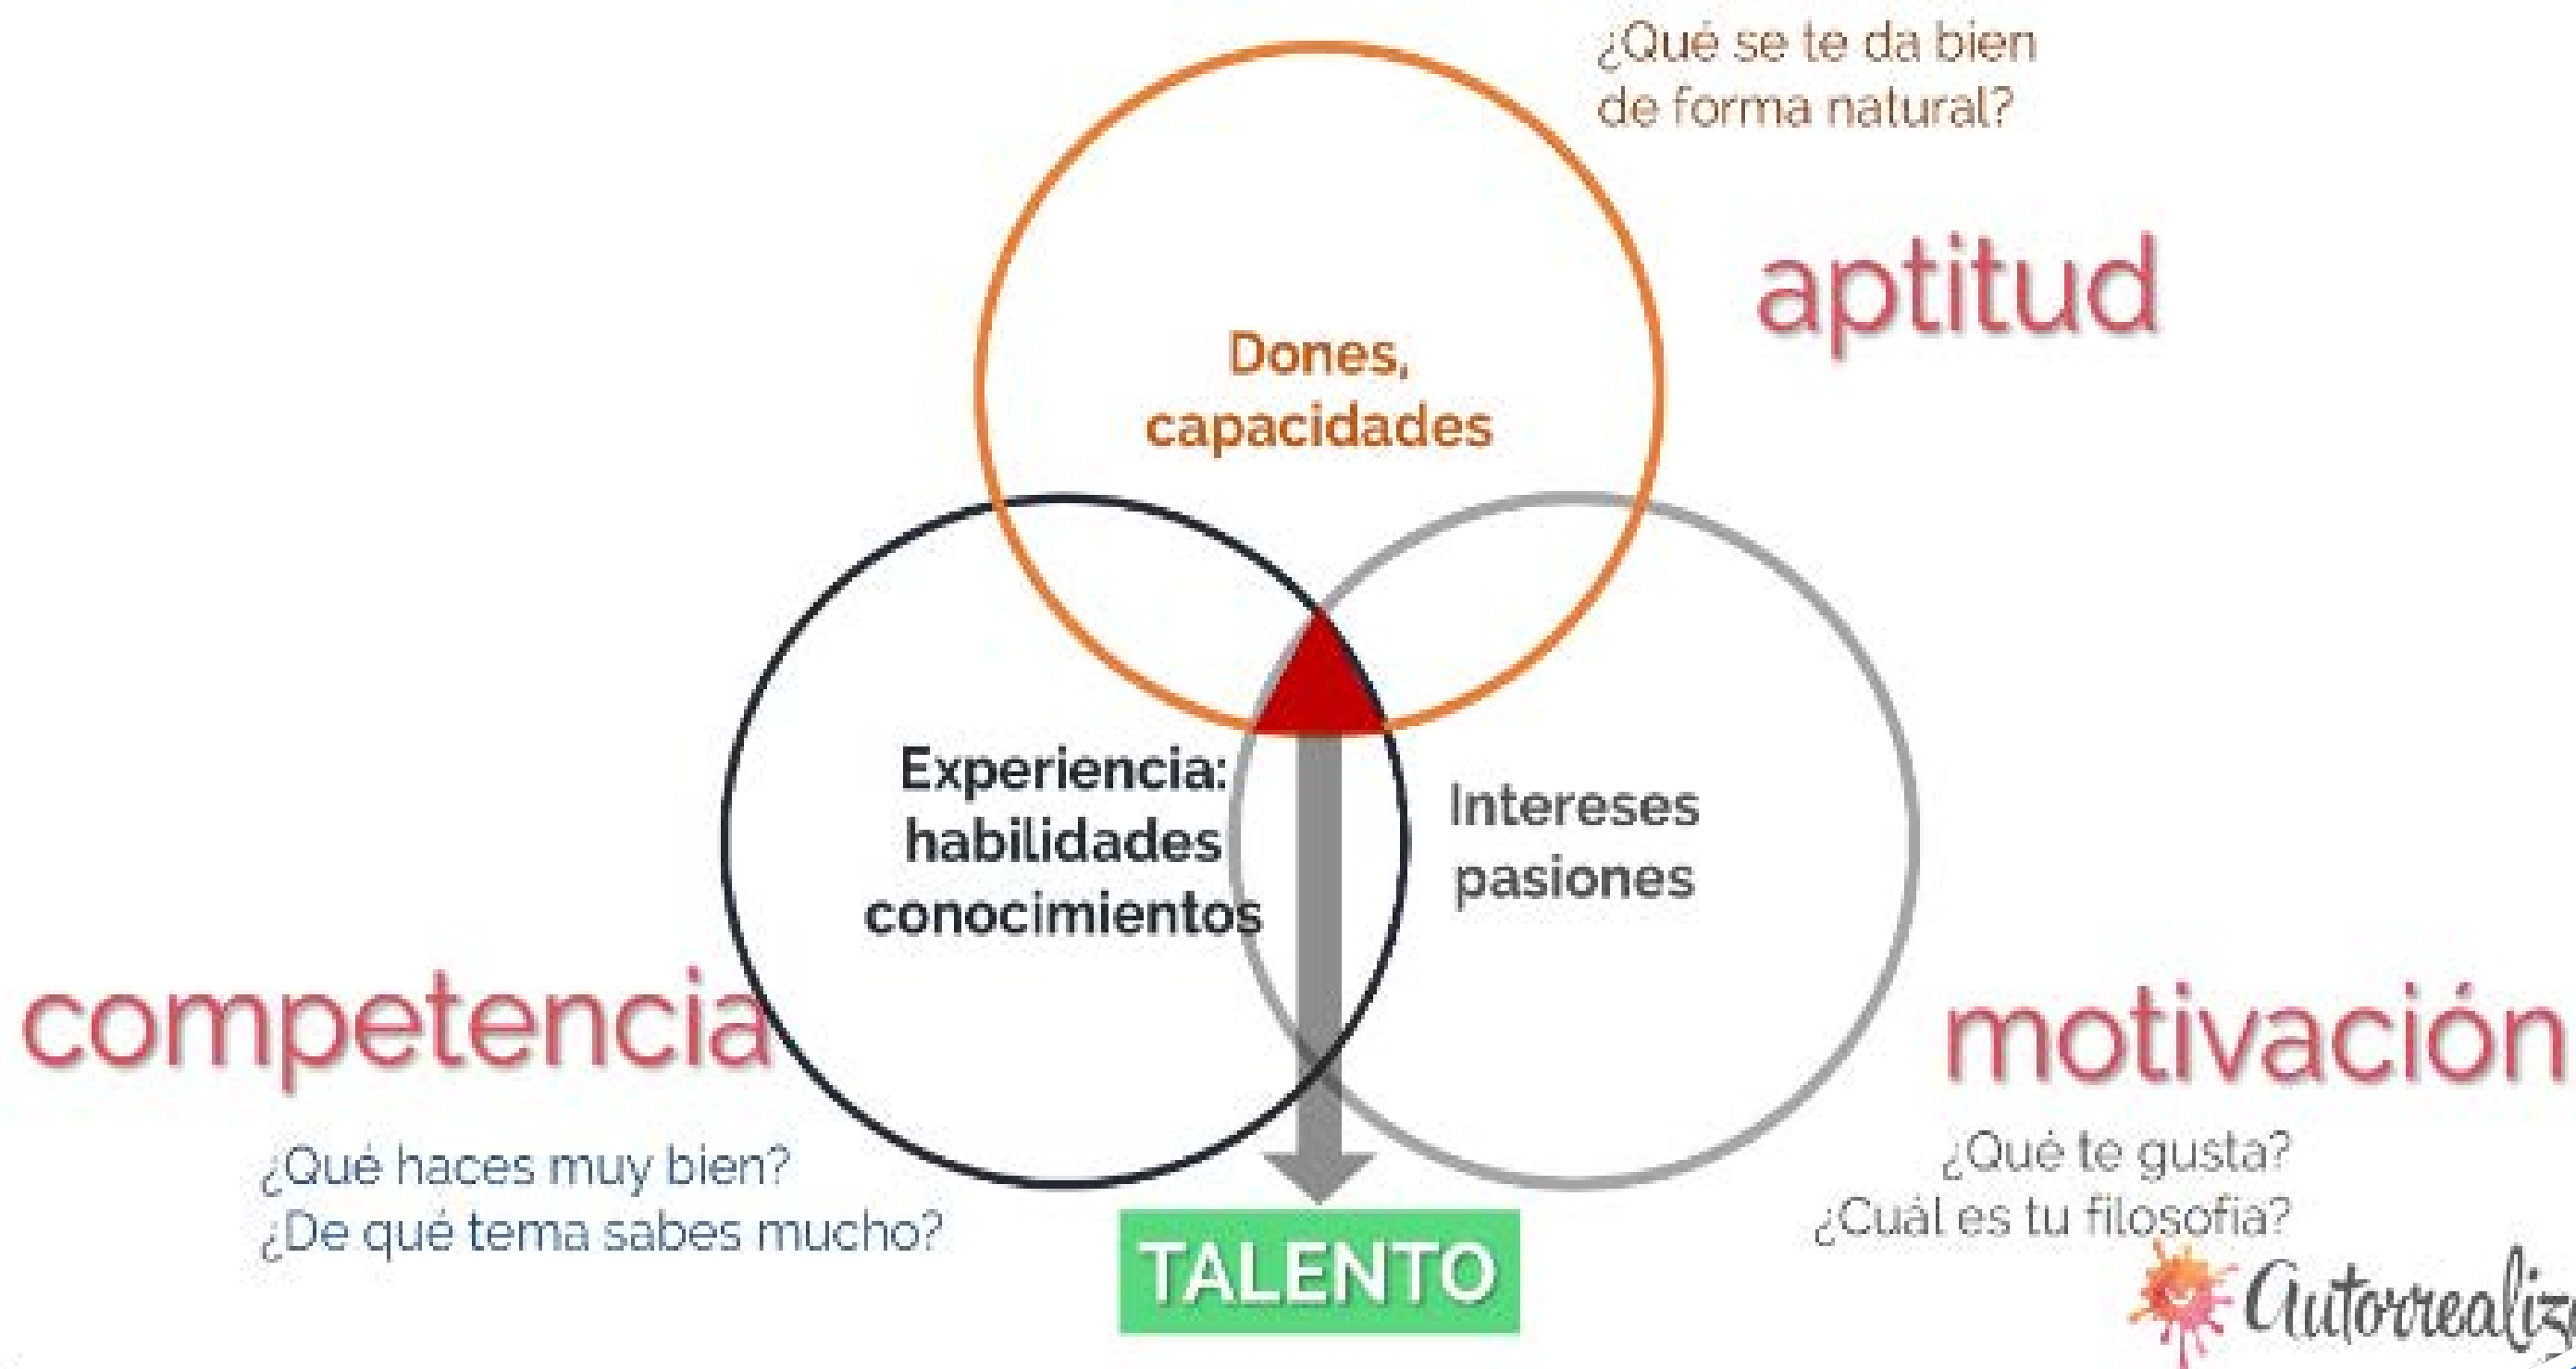 ¿Qué se te da bien
de forma natural?
aptitud
Dones,
capacidades
Experiencia:
habilidades
conocimientos
Intereses
pasiones
competencia
¿Qué haces muy bien?
¿De qué tema sabes mucho?
motivación
¿Qué te gusta?
¿Cuál es tu filosofia?
TALENTO